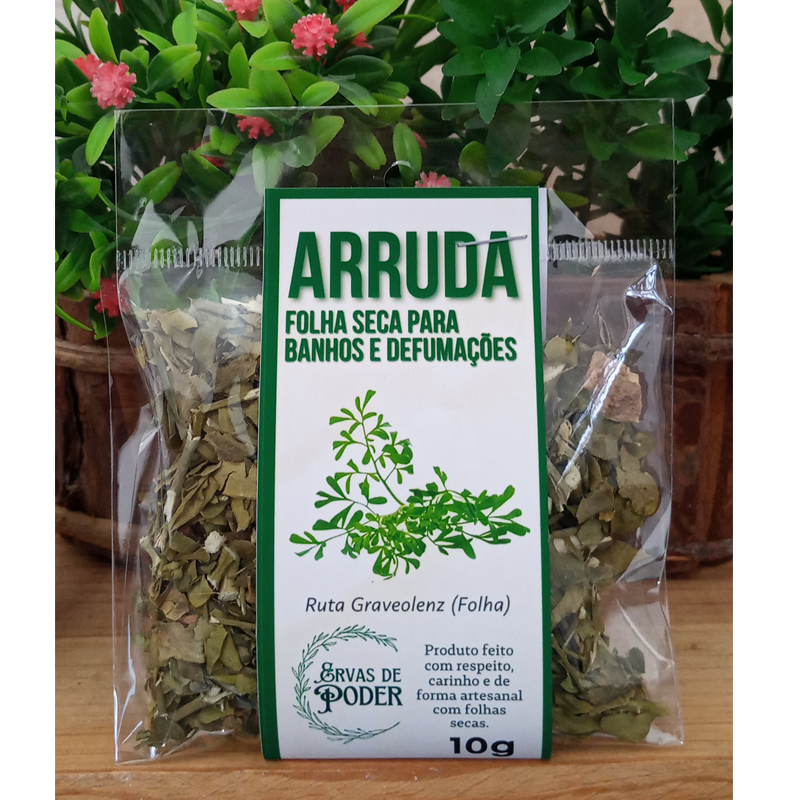 ARRUDA
FOLHA SECA PARA
BANHOS E DEFUMAÇÕES
Ruta Graveolenz (Folha)
ERVAS DE
PODER
Produto feito
com respeito,
carinho e de
forma artesanal
com folhas
secas.
10g